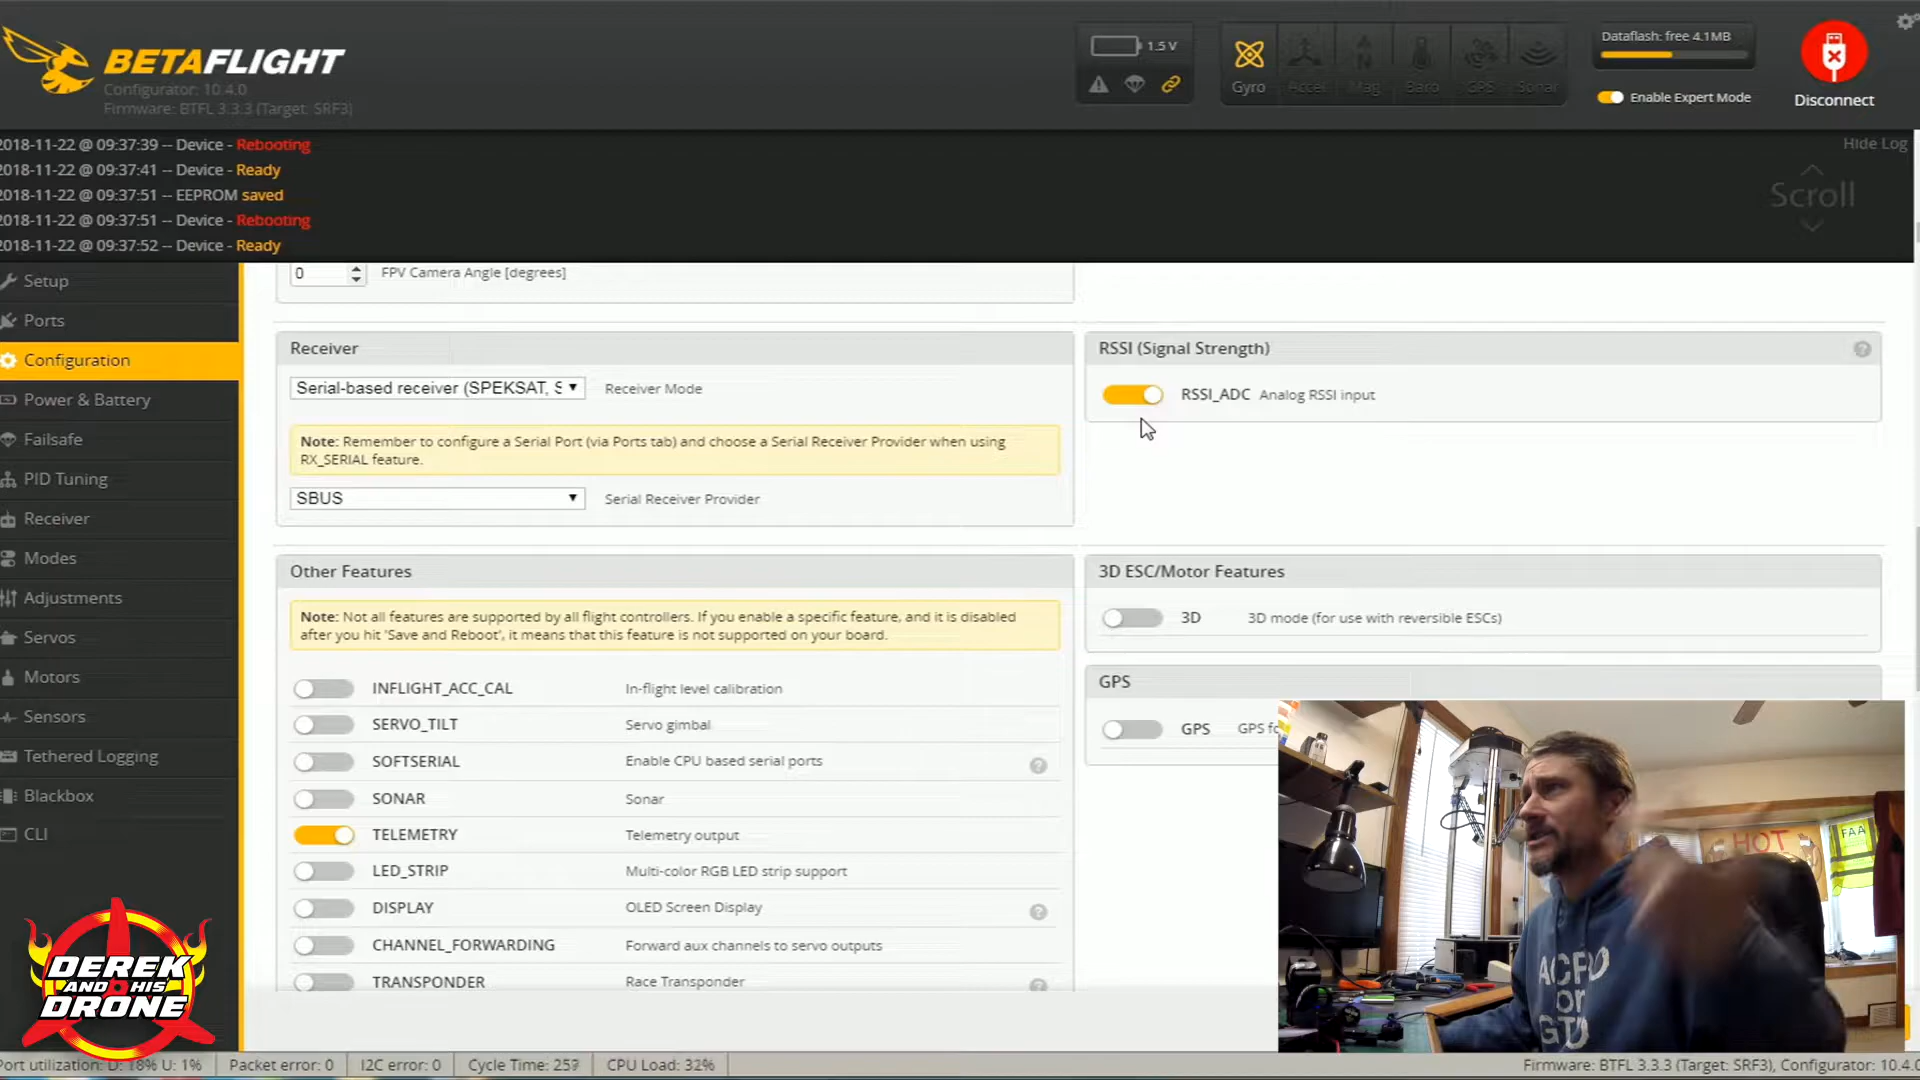 BETAFLIGHT
Configurator: 10.4.0
Firmware: BTFL 3.3.3 (Target: SRF3)
1.5 V
Gyro
Accel
Mag
Baro
GPS
Sonar
Dataflash: free 4.1MB
Enable Expert Mode
Disconnect
2018-11-22 @ 09:37:39 -- Device - Rebooting
2018-11-22 @ 09:37:41 -- Device - Ready
2018-11-22 @ 09:37:51 -- EEPROM saved
2018-11-22 @ 09:37:51 -- Device - Rebooting
2018-11-22 @ 09:37:52 -- Device - Ready
Hide Log
Scroll
Setup
Ports
Configuration
Power & Battery
Failsafe
PID Tuning
Receiver
Modes
Adjustments
Servos
Motors
Sensors
Tethered Logging
Blackbox
CLI
0 FPV Camera Angle [degrees]
Receiver
Serial-based receiver (SPEKSAT, S Receiver Mode
Note: Remember to configure a Serial Port (via Ports tab) and choose a Serial Receiver Provider when using
RX_SERIAL feature.
SBUS Serial Receiver Provider
RSSI (Signal Strength)
RSSI_ADC Analog RSSI input
Other Features
Note: Not all features are supported by all flight controllers. If you enable a specific feature, and it is disabled
after you hit 'Save and Reboot', it means that this feature is not supported on your board.
INFLIGHT_ACC_CAL In-flight level calibration
SERVO_TILT Servo gimbal
SOFTSERIAL Enable CPU based serial ports
SONAR Sonar
TELEMETRY Telemetry output
LED_STRIP Multi-color RGB LED strip support
DISPLAY OLED Screen Display
CHANNEL_FORWARDING Forward aux channels to servo outputs
TRANSPONDER Race Transponder
3D ESC/Motor Features
3D 3D mode (for use with reversible ESCs)
GPS
GPS GPS fo
HOT
FAA
DEREK
AND HIS
DRONE
Port utilization: D: 18% U: 1%
Packet error: 0
I2C error: 0
Cycle Time: 259
CPU Load: 32%
Firmware: BTFL 3.3.3 (Target: SRF3), Configurator: 10.4.0